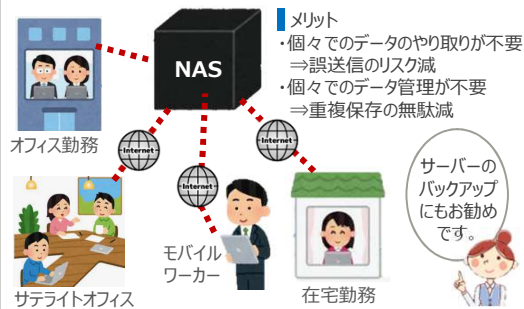 メリット
・個々でのデータのやり取りが不要
⇒誤送信のリスク減
・個々でのデータ管理が不要
⇒重複保存の無駄減
NAS
オフィス勤務
Internet
Internet
Internet
サーバーの
バックアップ
にもお勧め
です。
モバイル
ワーカー
サテライトオフィス
在宅勤務